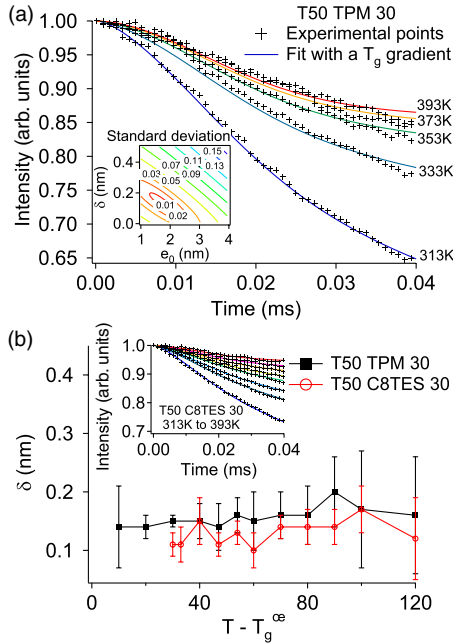 (a)
T50 TPM 30
Experimental points
Fit with a Tg gradient
Intensity (arb. units)
1.00
0.95
0.90
0.85
0.80
0.75
0.70
0.65
393K
373K
353K
333K
313K
Standard deviation
δ (nm)
0.4
0.2
0.0
0.15
0.11
0.13
0.07
0.09
0.03
0.05
0.01
0.02
1 2 3 4
e0 (nm)
0.00 0.01 0.02 0.03 0.04
Time (ms)
(b)
T50 TPM 30
T50 C8TES 30
Intensity (arb. units)
1.0
0.9
0.8
0.7
T50 C8TES 30
313K to 393K
0.00 0.02 0.04
Time (ms)
δ (nm)
0.4
0.3
0.2
0.1
0 40 80 120
T - Tgœ